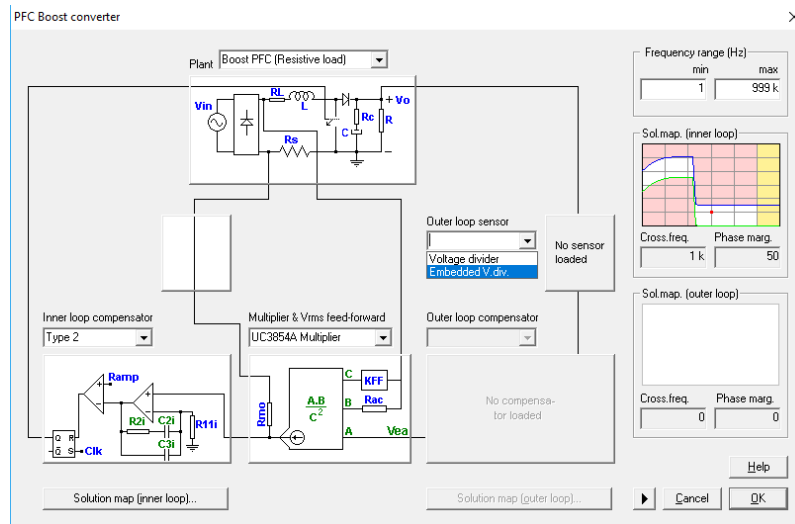 PFC Boost converter
Plant
Boost PFC (Resistive load)
Vin
RL
L
+ Vo
Rc
R
C
Rs
Frequency range (Hz)
min
max
1
999 k
Sol.map. (inner loop)
Cross.freq.
Phase marg.
1 k
50
Outer loop sensor
Voltage divider
Embedded V.div.
No sensor
loaded
Inner loop compensator
Type 2
Multiplier & Vrms feed-forward
UC3854A Multiplier
Outer loop compensator
Sol.map. (outer loop)
Cross.freq.
Phase marg.
0
0
Ramp
R2i
C2i
C3i
R11i
Q
R
Q
S
Clk
Rmo
A.B
C²
C
B
A
KFF
Rac
Vea
No compensa-
tor loaded
Solution map (inner loop)...
Solution map (outer loop)...
Help
Cancel
OK